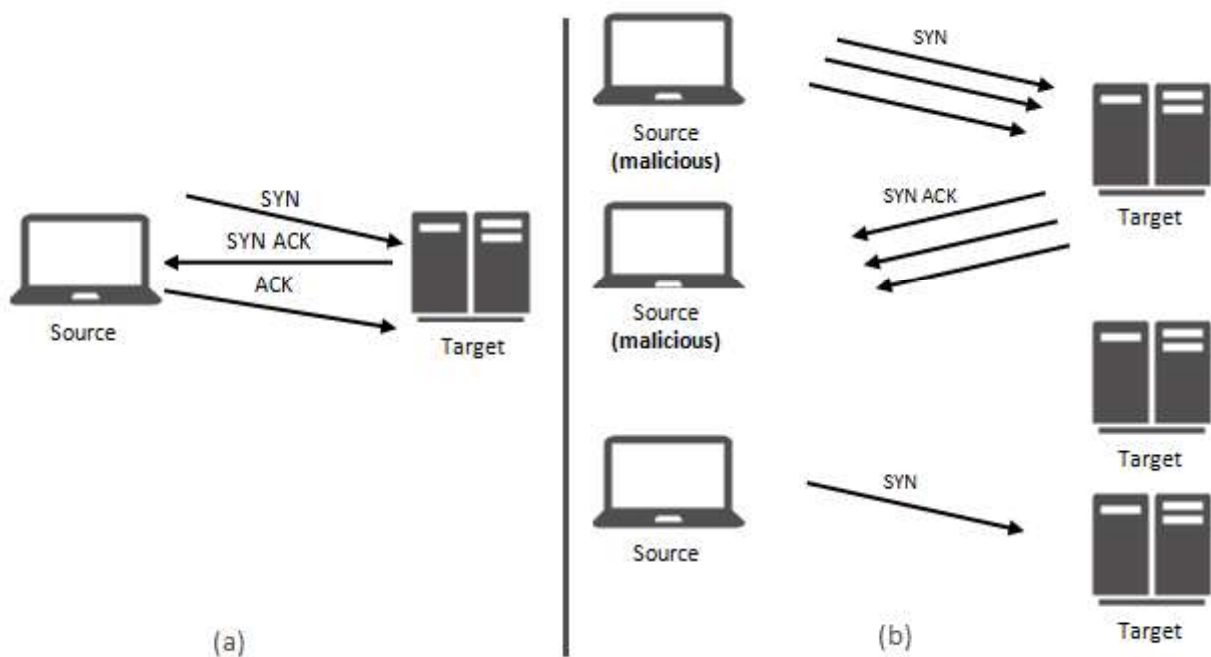 SYN
SYN ACK
ACK
Source
Target
(a)
SYN
Source
(malicious)
Target
SYN ACK
Source
(malicious)
Target
SYN
Source
Target
(b)